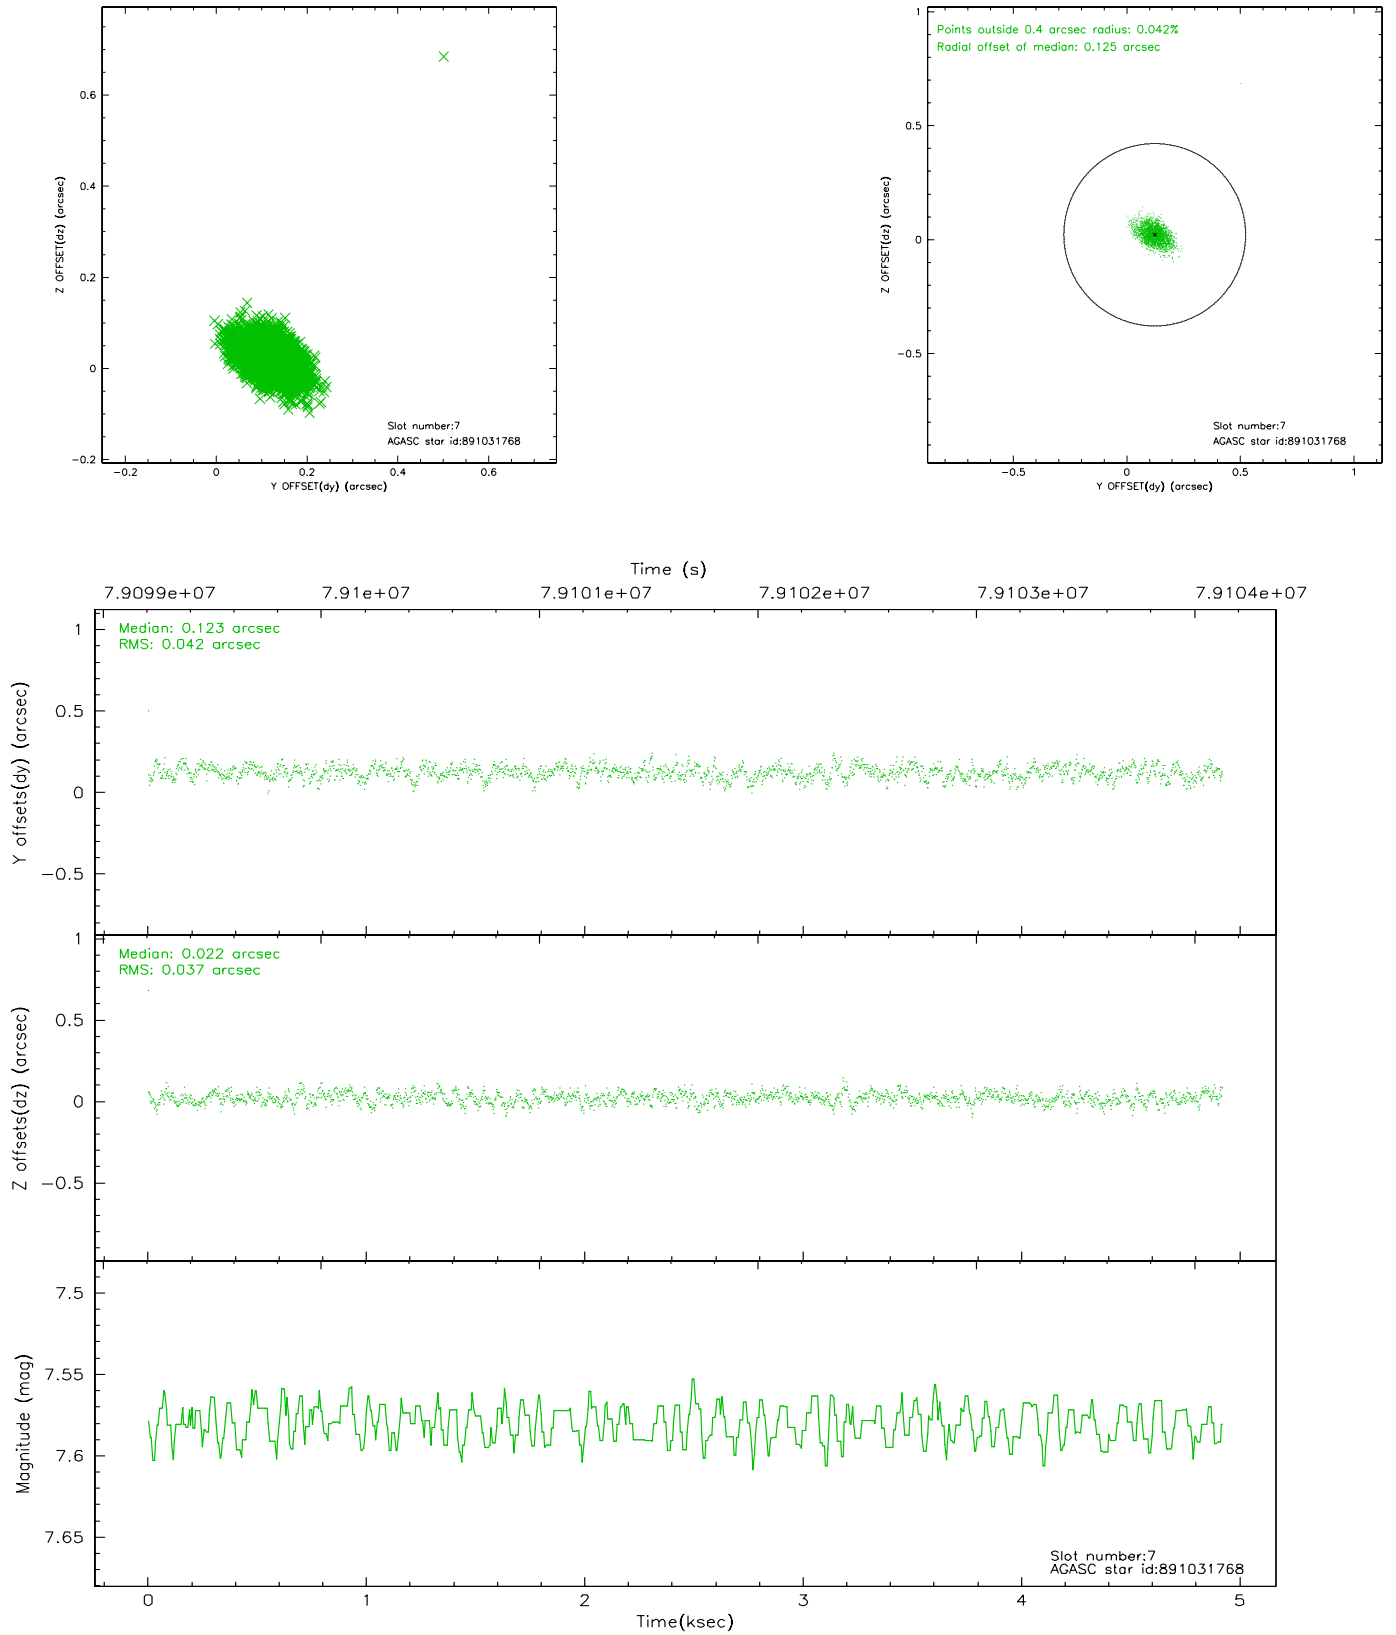 Points outside 0.4 arcsec radius: 0.042%
Radial offset of median: 0.125 arcsec
Z OFFSET(dz) (arcsec)
0.6
0.4
0.2
0
-0.2
-0.2 0 0.2 0.4 0.6
Y OFFSET(dy) (arcsec)
Slot number:7
AGASC star id:891031768
Z OFFSET(dz) (arcsec)
1
0.5
0
-0.5
-0.5 0 0.5 1
Y OFFSET(dy) (arcsec)
Slot number:7
AGASC star id:891031768
Time (s)
7.9099e+07 7.91e+07 7.9101e+07 7.9102e+07 7.9103e+07 7.9104e+07
Median: 0.123 arcsec
RMS: 0.042 arcsec
Y offsets(dy) (arcsec)
1
0.5
0
-0.5
Median: 0.022 arcsec
RMS: 0.037 arcsec
Z offsets(dz) (arcsec)
1
0.5
0
-0.5
Magnitude (mag)
7.5
7.55
7.6
7.65
Slot number:7
AGASC star id:891031768
0 1 2 3 4 5
Time(ksec)